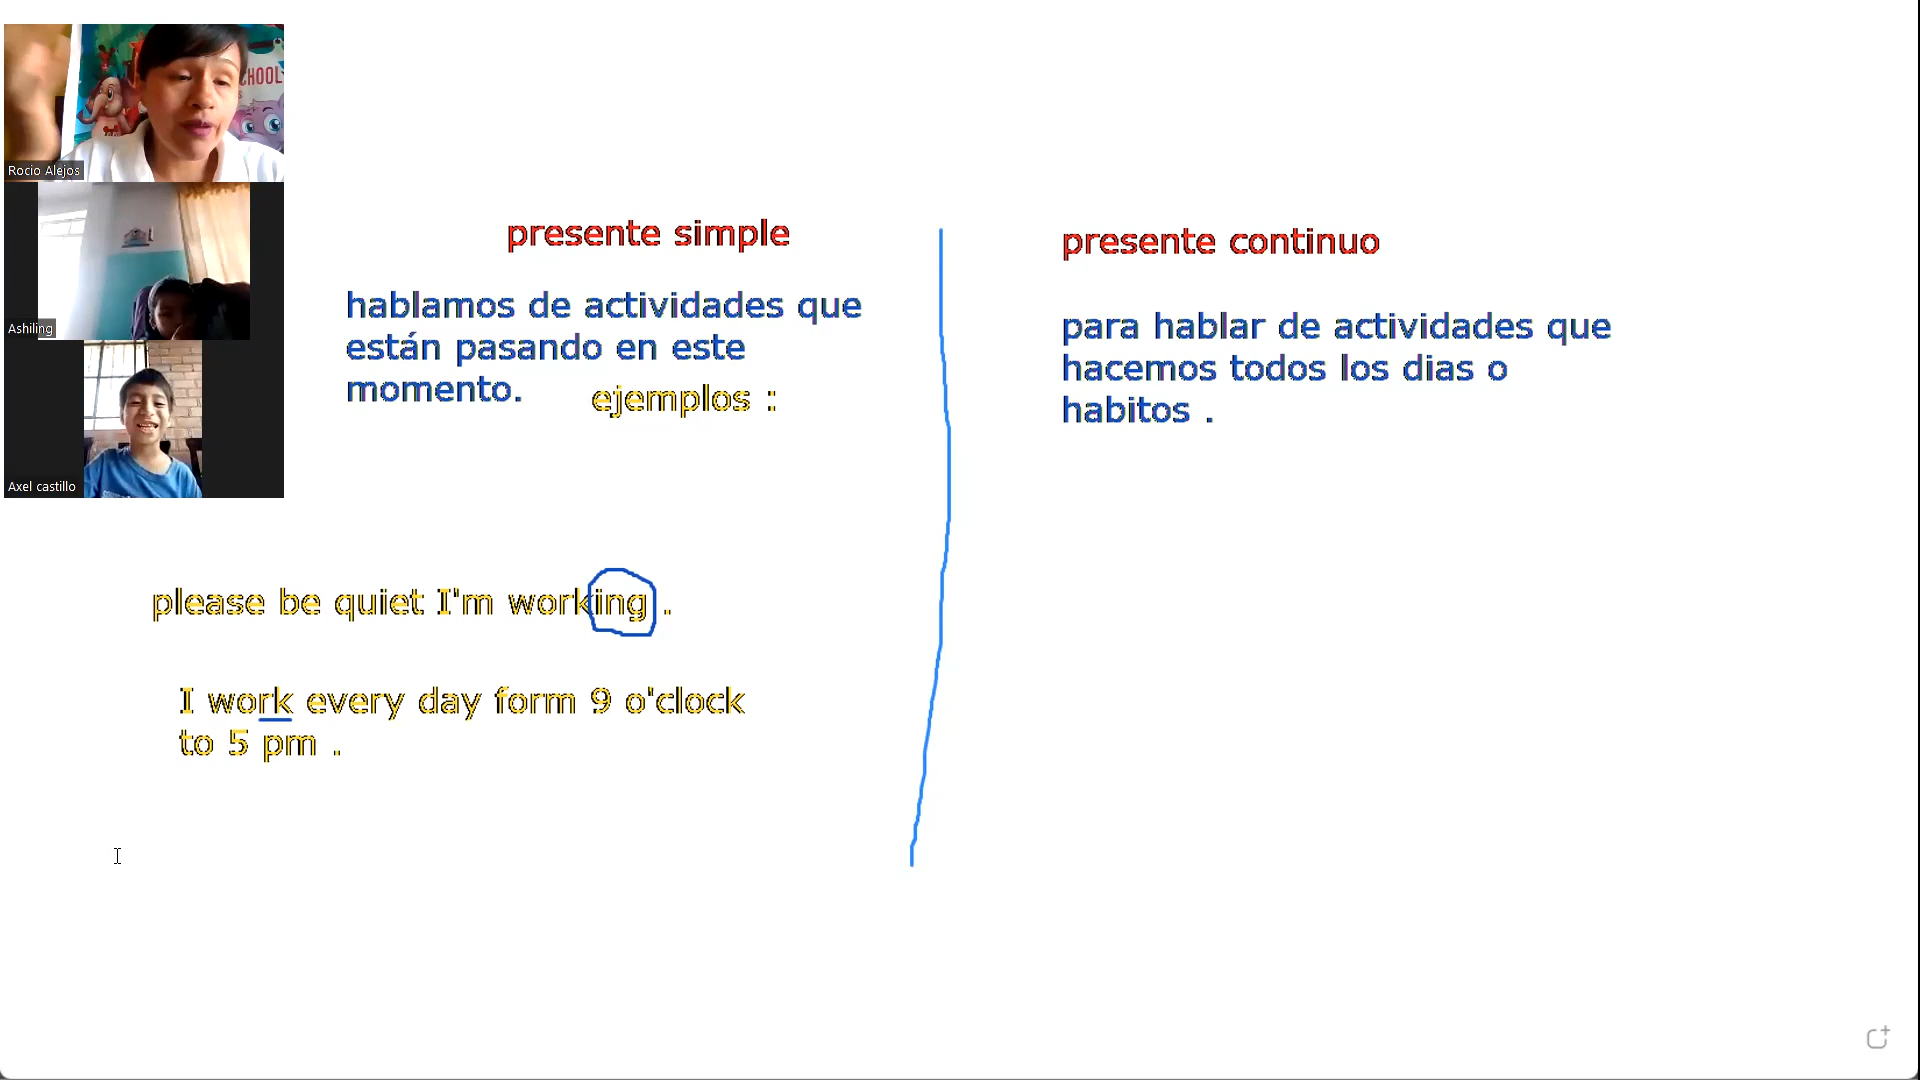 CHOOL
Rocio Alejos
Ashiling
Axel castillo
presente simple
hablamos de actividades que
están pasando en este
momento.
ejemplos :
please be quiet I'm working .
I work every day form 9 o'clock
to 5 pm .
presente continuo
para hablar de actividades que
hacemos todos los dias o
habitos .